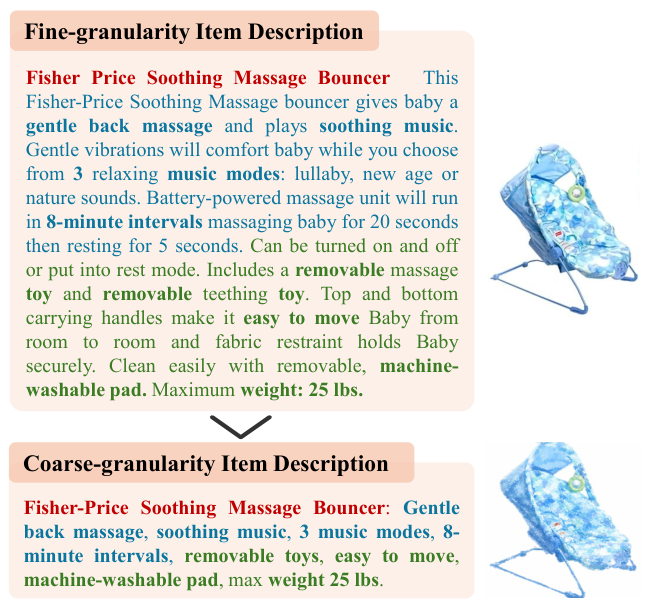 Fine-granularity Item Description
Fisher Price Soothing Massage Bouncer This
Fisher-Price Soothing Massage bouncer gives baby a
gentle back massage and plays soothing music.
Gentle vibrations will comfort baby while you choose
from 3 relaxing music modes: lullaby, new age or
nature sounds. Battery-powered massage unit will run
in 8-minute intervals massaging baby for 20 seconds
then resting for 5 seconds. Can be turned on and off
or put into rest mode. Includes a removable massage
toy and removable teething toy. Top and bottom
carrying handles make it easy to move Baby from
room to room and fabric restraint holds Baby
securely. Clean easily with removable, machine-
washable pad. Maximum weight: 25 lbs.
Coarse-granularity Item Description
Fisher-Price Soothing Massage Bouncer: Gentle
back massage, soothing music, 3 music modes, 8-
minute intervals, removable toys, easy to move,
machine-washable pad, max weight 25 lbs.